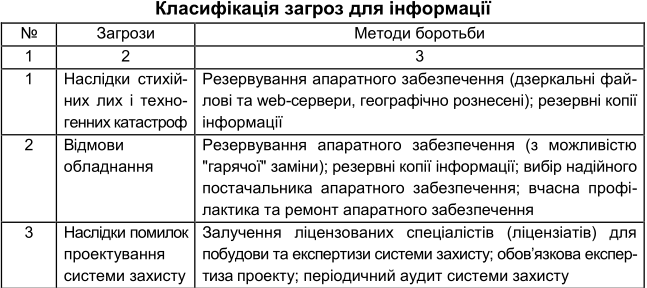 Класифікація загроз для інформації
№ Загрози Методи боротьби
1 2 3
1 Наслідки стихій- Резервування апаратного забезпечення (дзеркальні фай-
них лих і техно- лові та web-сервери, географічно рознесені); резервні копії
генних катастроф інформації
2 Відмови Резервування апаратного забезпечення (з можливістю
обладнання "гарячої" заміни); резервні копії інформації; вибір надійного
постачальника апаратного забезпечення; вчасна профі-
лактика та ремонт апаратного забезпечення
3 Наслідки помилок Залучення ліцензованих спеціалістів (ліцензіатів) для
проектування побудови та експертизи системи захисту; обов’язкова експер-
системи захисту тиза проекту; періодичний аудит системи захисту